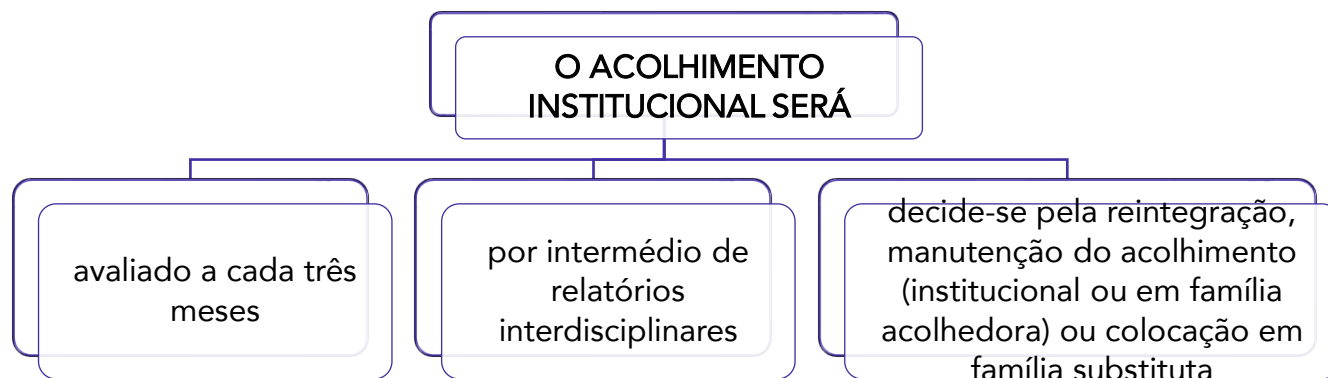 O ACOLHIMENTO
INSTITUCIONAL SERÁ
avaliado a cada três
meses
por intermédio de
relatórios
interdisciplinares
decide-se pela reintegração,
manutenção do acolhimento
(institucional ou em família
acolhedora) ou colocação em
família substituta